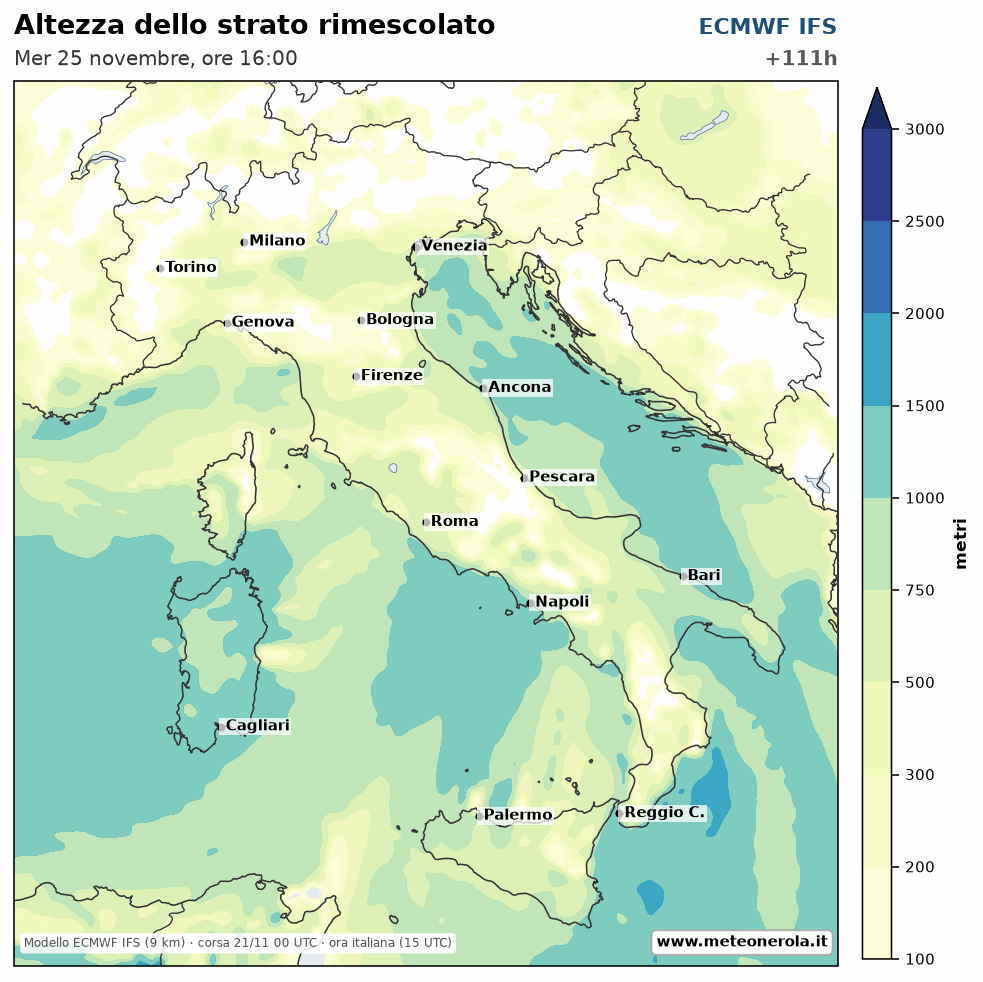 Altezza dello strato rimescolato
ECMWF IFS
Mer 25 novembre, ore 16:00
+111h
Milano
Venezia
Torino
Genova
Bologna
Firenze
Ancona
Pescara
Roma
Bari
Napoli
Cagliari
Palermo
Reggio C.
3000
2500
2000
1500
1000
750
500
300
200
100
metri
Modello ECMWF IFS (9 km) · corsa 21/11 00 UTC · ora italiana (15 UTC)
www.meteonerola.it